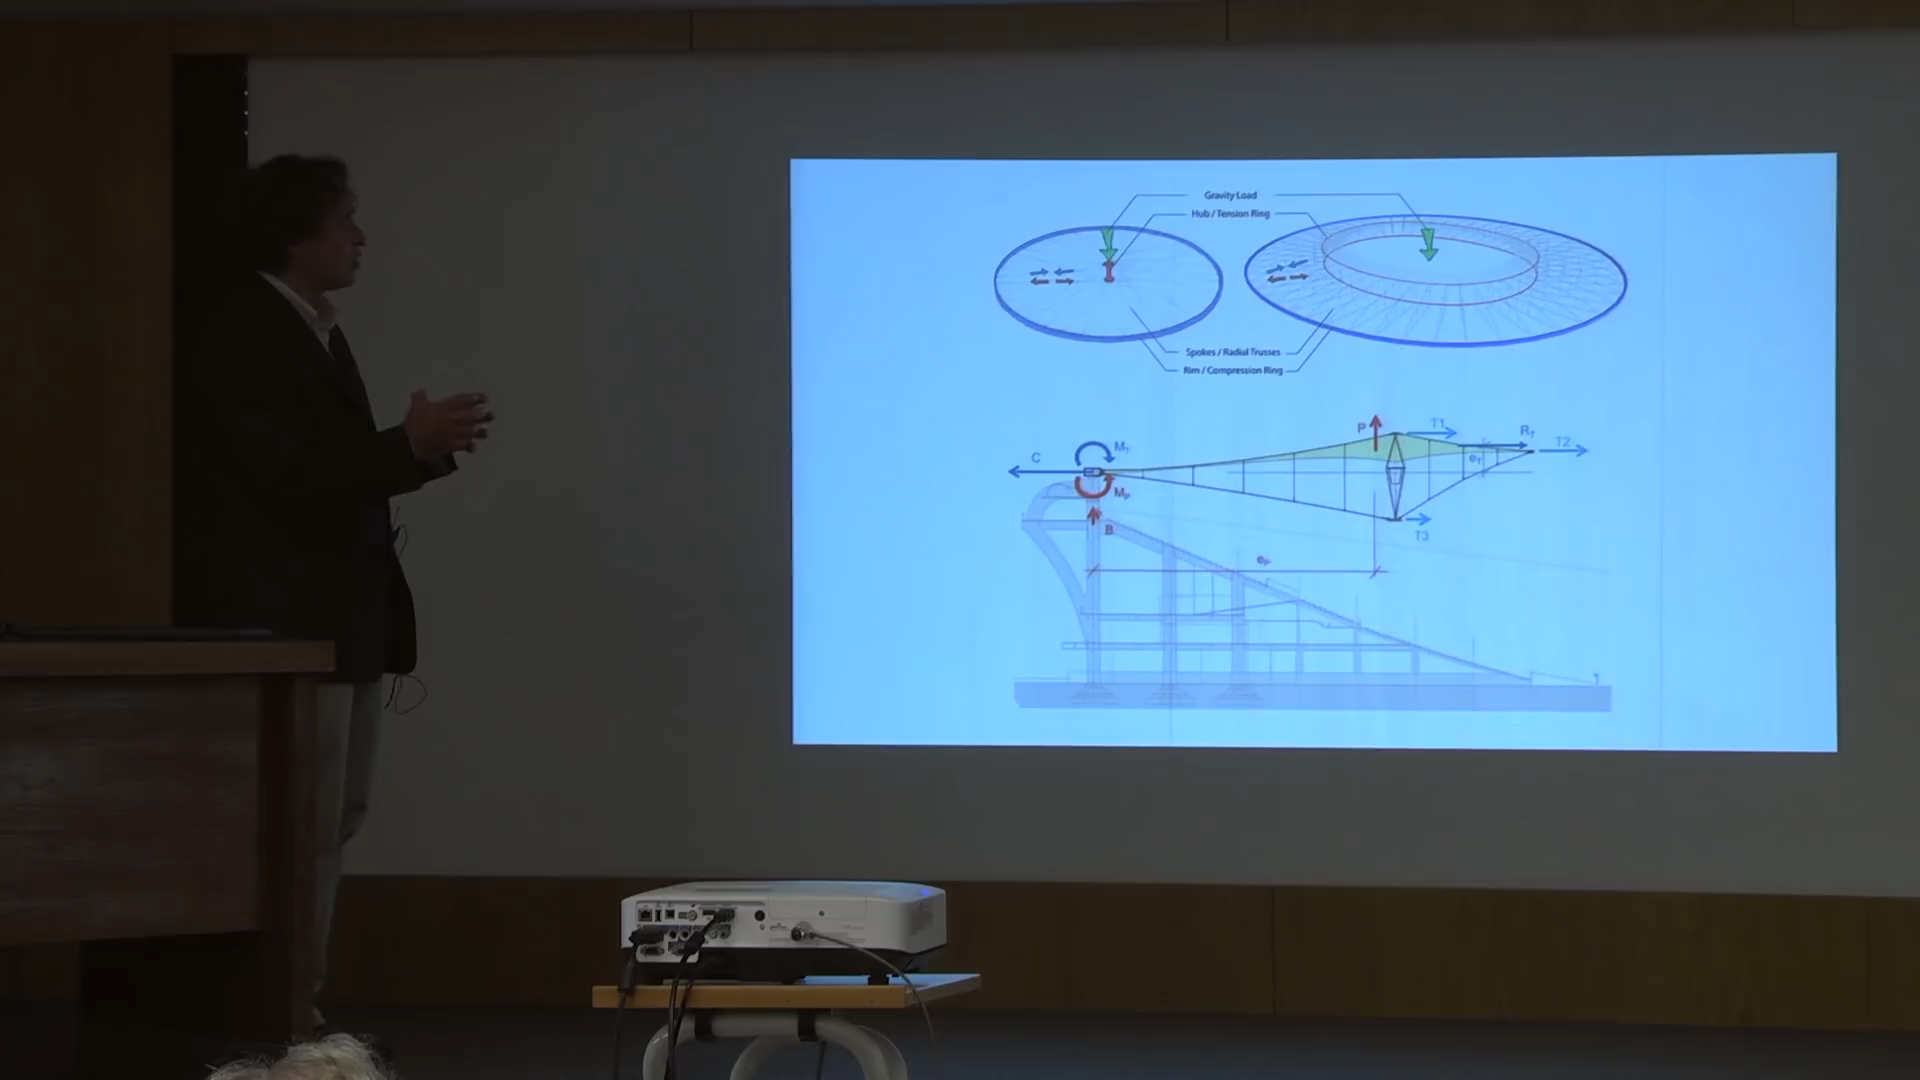 Gravity Load
Hub / Tension Ring
Spokes / Radial Trusses
Rim / Compression Ring
P
T1
RT
T2
C
MT
eT
MP
B
T3
eP